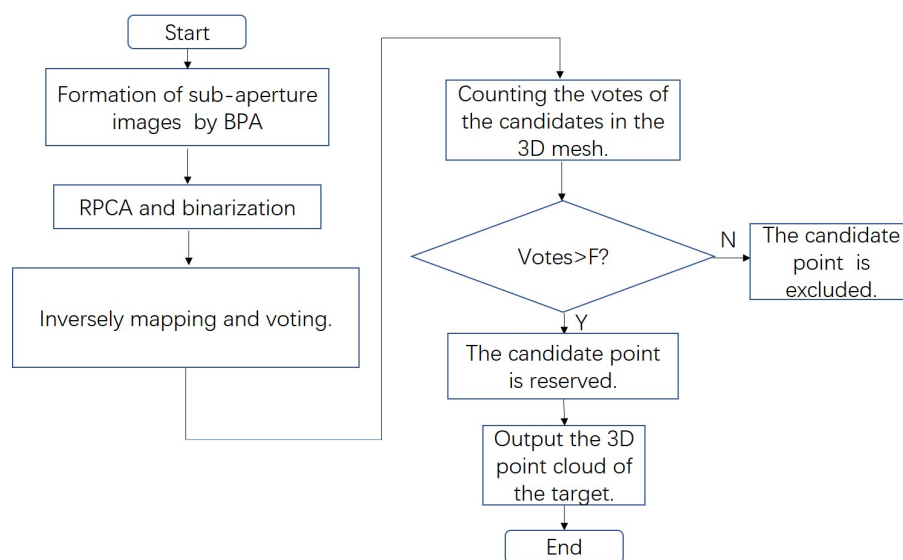 Start
Formation of sub-aperture
images by BPA
RPCA and binarization
Inversely mapping and voting.
Counting the votes of
the candidates in the
3D mesh.
Votes>F?
N
The candidate
point is
excluded.
Y
The candidate point
is reserved.
Output the 3D
point cloud of
the target.
End